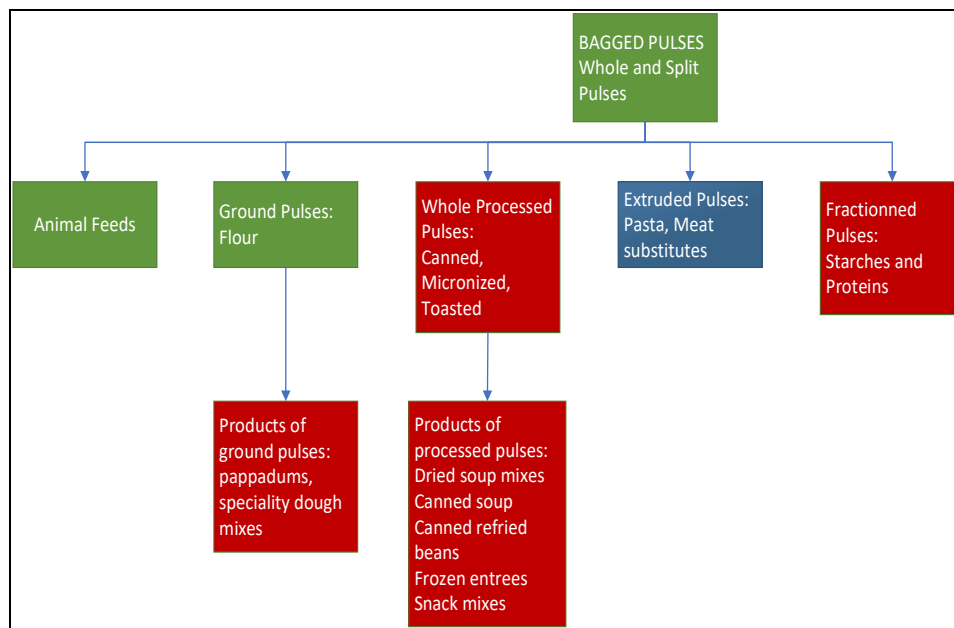 BAGGED PULSES
Whole and Split
Pulses
Animal Feeds
Ground Pulses:
Flour
Whole Processed
Pulses:
Canned,
Micronized,
Toasted
Extruded Pulses:
Pasta, Meat
substitutes
Fractionned
Pulses:
Starches and
Proteins
Products of
ground pulses:
pappadums,
speciality dough
mixes
Products of
processed pulses:
Dried soup mixes
Canned soup
Canned refried
beans
Frozen entrees
Snack mixes